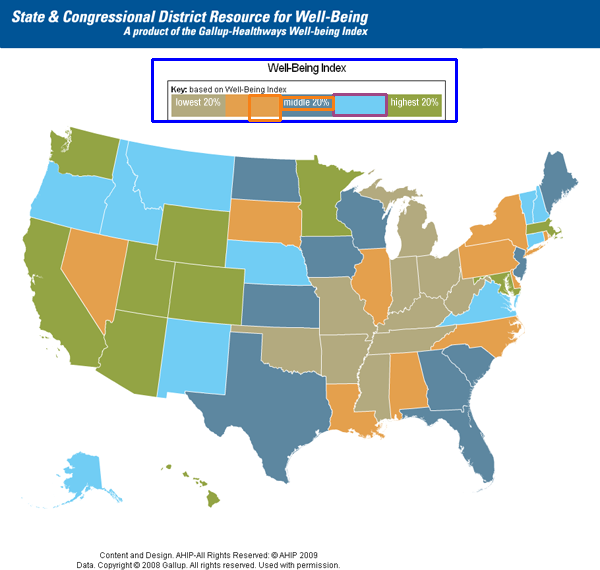 State & Congressional District Resource for Well-Being
A product of the Gallup-Healthways Well-being Index
Well-Being Index
Key: based on Well-Being Index
lowest 20% middle 20% highest 20%
Content and Design. AHIP-All Rights Reserved: © AHIP 2009
Data. Copyright © 2008 Gallup. All rights reserved. Used with permission.